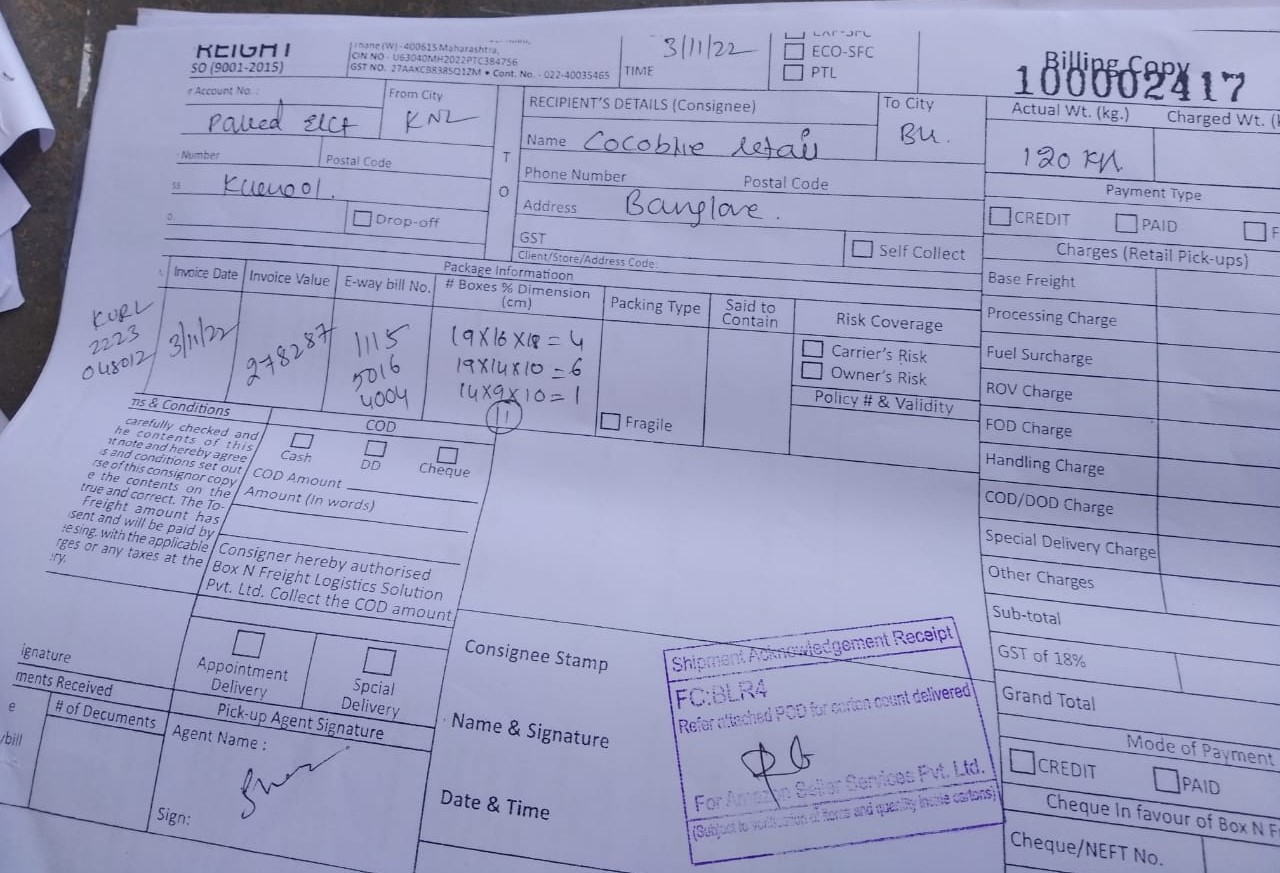 REIGHT
SO (9001-2015)
Thane (W) -400615 Maharashtra,
CIN NO - U63040MH2022PTC384756
GST NO. 27AAKCB8385Q1ZM • Cont. No. - 022-40035465
TIME
3/11/22
ECO-SFC
PTL
Billing Copy
100002417
r Account No. :
From City
KNL
RECIPIENT'S DETAILS (Consignee)
To City
Actual Wt. (kg.)
Charged Wt. (k
Name
retail
120
Number
Postal Code
T
O
Phone Number
Postal Code
Payment Type
Address
Drop-off
CREDIT
PAID
F
GST
Self Collect
Client/Store/Address Code:
Charges (Retail Pick-ups)
Package Informatioon
Invoice Date
Invoice Value
E-way bill No.
# Boxes % Dimension
(cm)
Packing Type
Said to
Contain
Risk Coverage
Base Freight
Processing Charge
KURL
2223
048012
3/11/22
278287
1115
5016
4004
19X16X18 = 4
19X14X10 = 6
14X9X10 = 1
11
Carrier's Risk
Owner's Risk
Policy # & Validity
Fragile
Fuel Surcharge
ROV Charge
FOD Charge
Handling Charge
COD/DOD Charge
Special Delivery Charge
Other Charges
Sub-total
GST of 18%
Grand Total
ns & Conditions
carefully checked and
he contents of this
t note and hereby agree
s and conditions set out
rse of this consignor copy
e the contents on the
true and correct. The To-
Freight amount has
sent and will be paid by
esing. with the applicable
rges or any taxes at the
ry.
COD
Cash
DD
Cheque
COD Amount
Amount (In words)
Consigner hereby authorised
Box N Freight Logistics Solution
Pvt. Ltd. Collect the COD amount
ignature
Appointment
Delivery
Spcial
Delivery
ments Received
# of Documents
e
/bill
Pick-up Agent Signature
Agent Name :
Sign:
Consignee Stamp
Name & Signature
Date & Time
Shipment Acknowledgement Receipt
FC:BLR4
Refer attached POD for carton count delivered
For Amazon Seller Services Pvt. Ltd.
(Subject to verification of items and quantity inside cartons)
Mode of Payment
CREDIT
PAID
Cheque In favour of Box N F
Cheque/NEFT No.